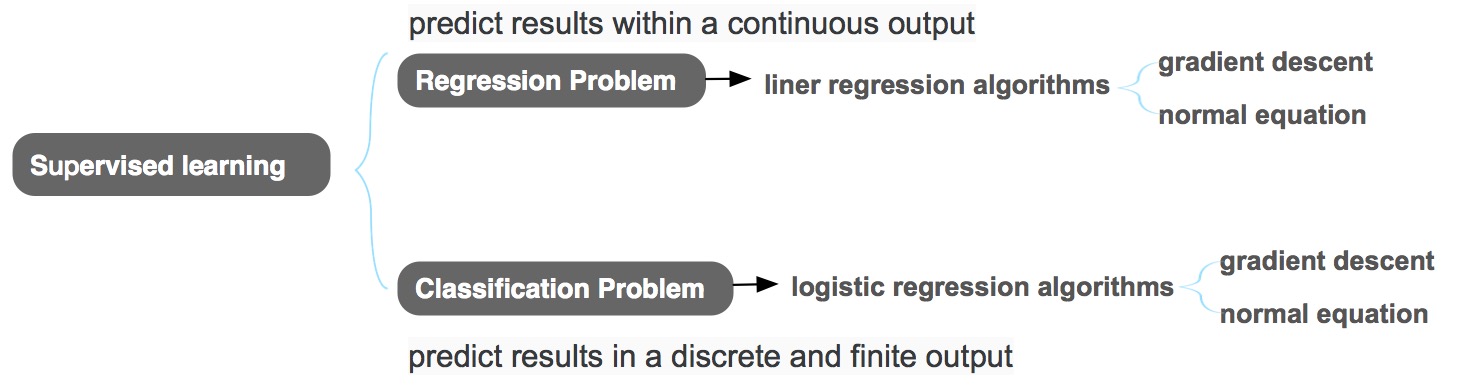 predict results within a continuous output
Regression Problem
liner regression algorithms
gradient descent
normal equation
Supervised learning
Classification Problem
logistic regression algorithms
gradient descent
normal equation
predict results in a discrete and finite output